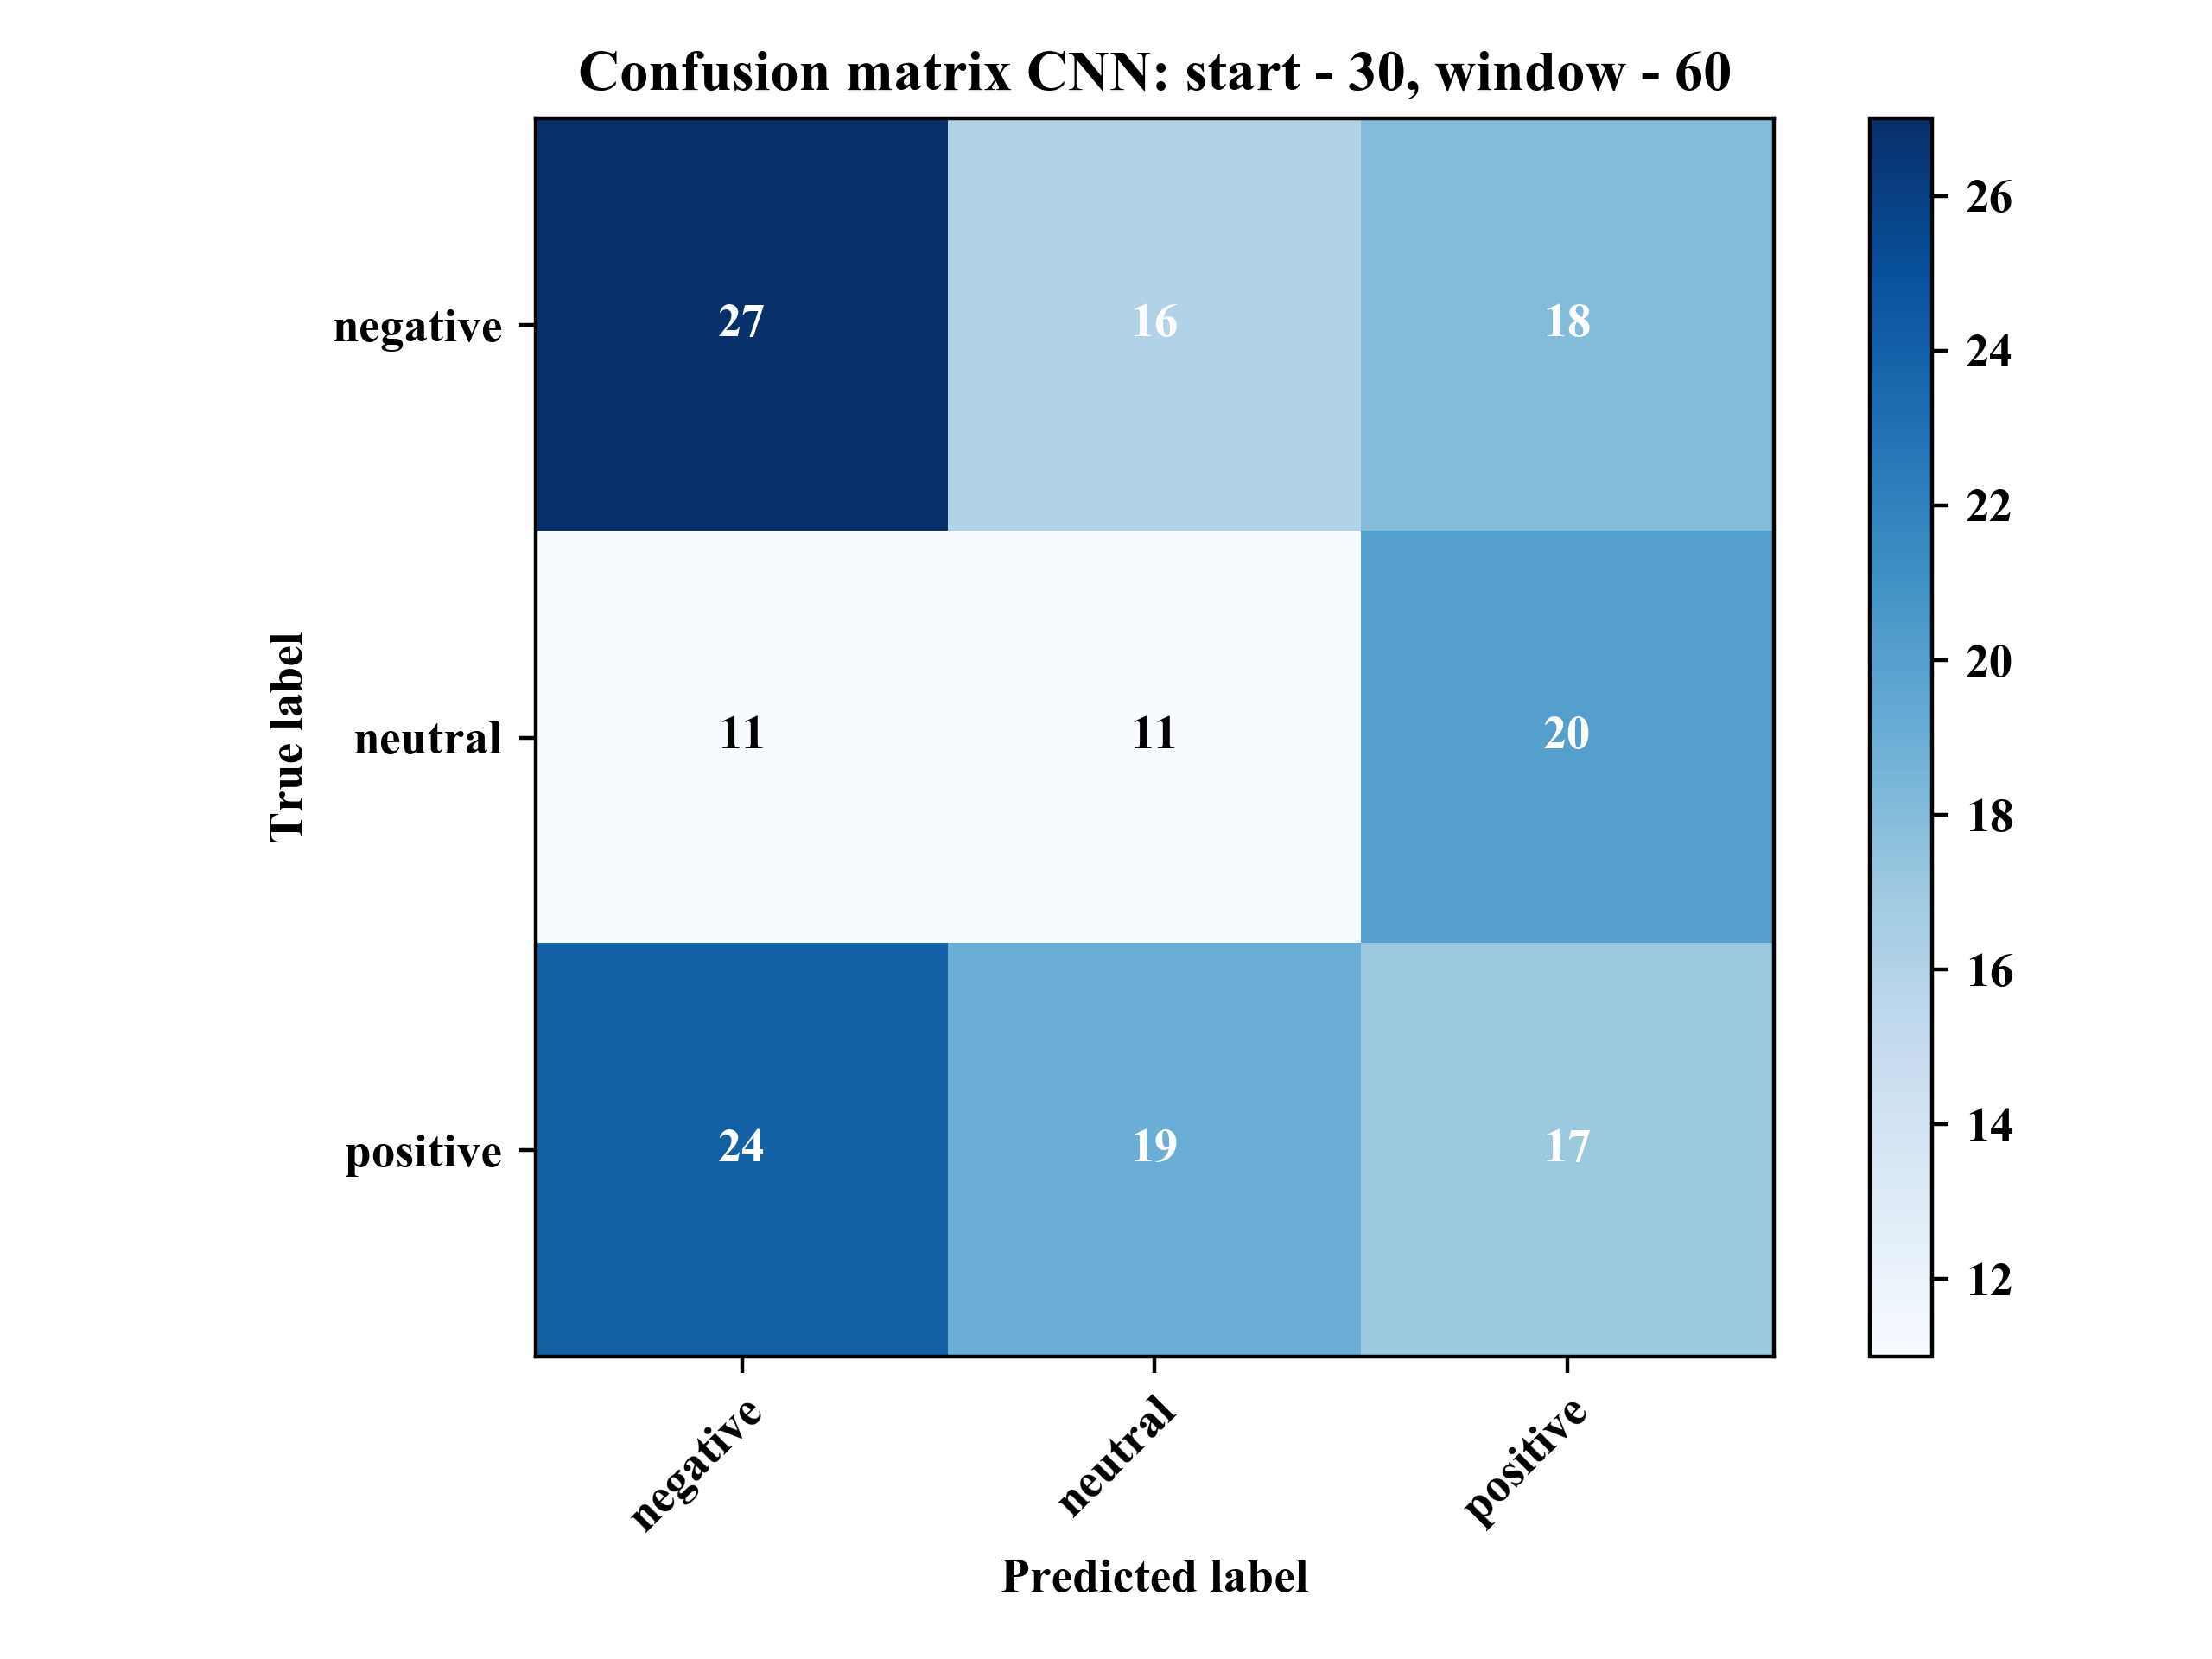 Confusion matrix CNN: start - 30, window - 60
True label
negative
27
16
18
neutral
11
11
20
positive
24
19
17
negative
neutral
positive
Predicted label
26
24
22
20
18
16
14
12